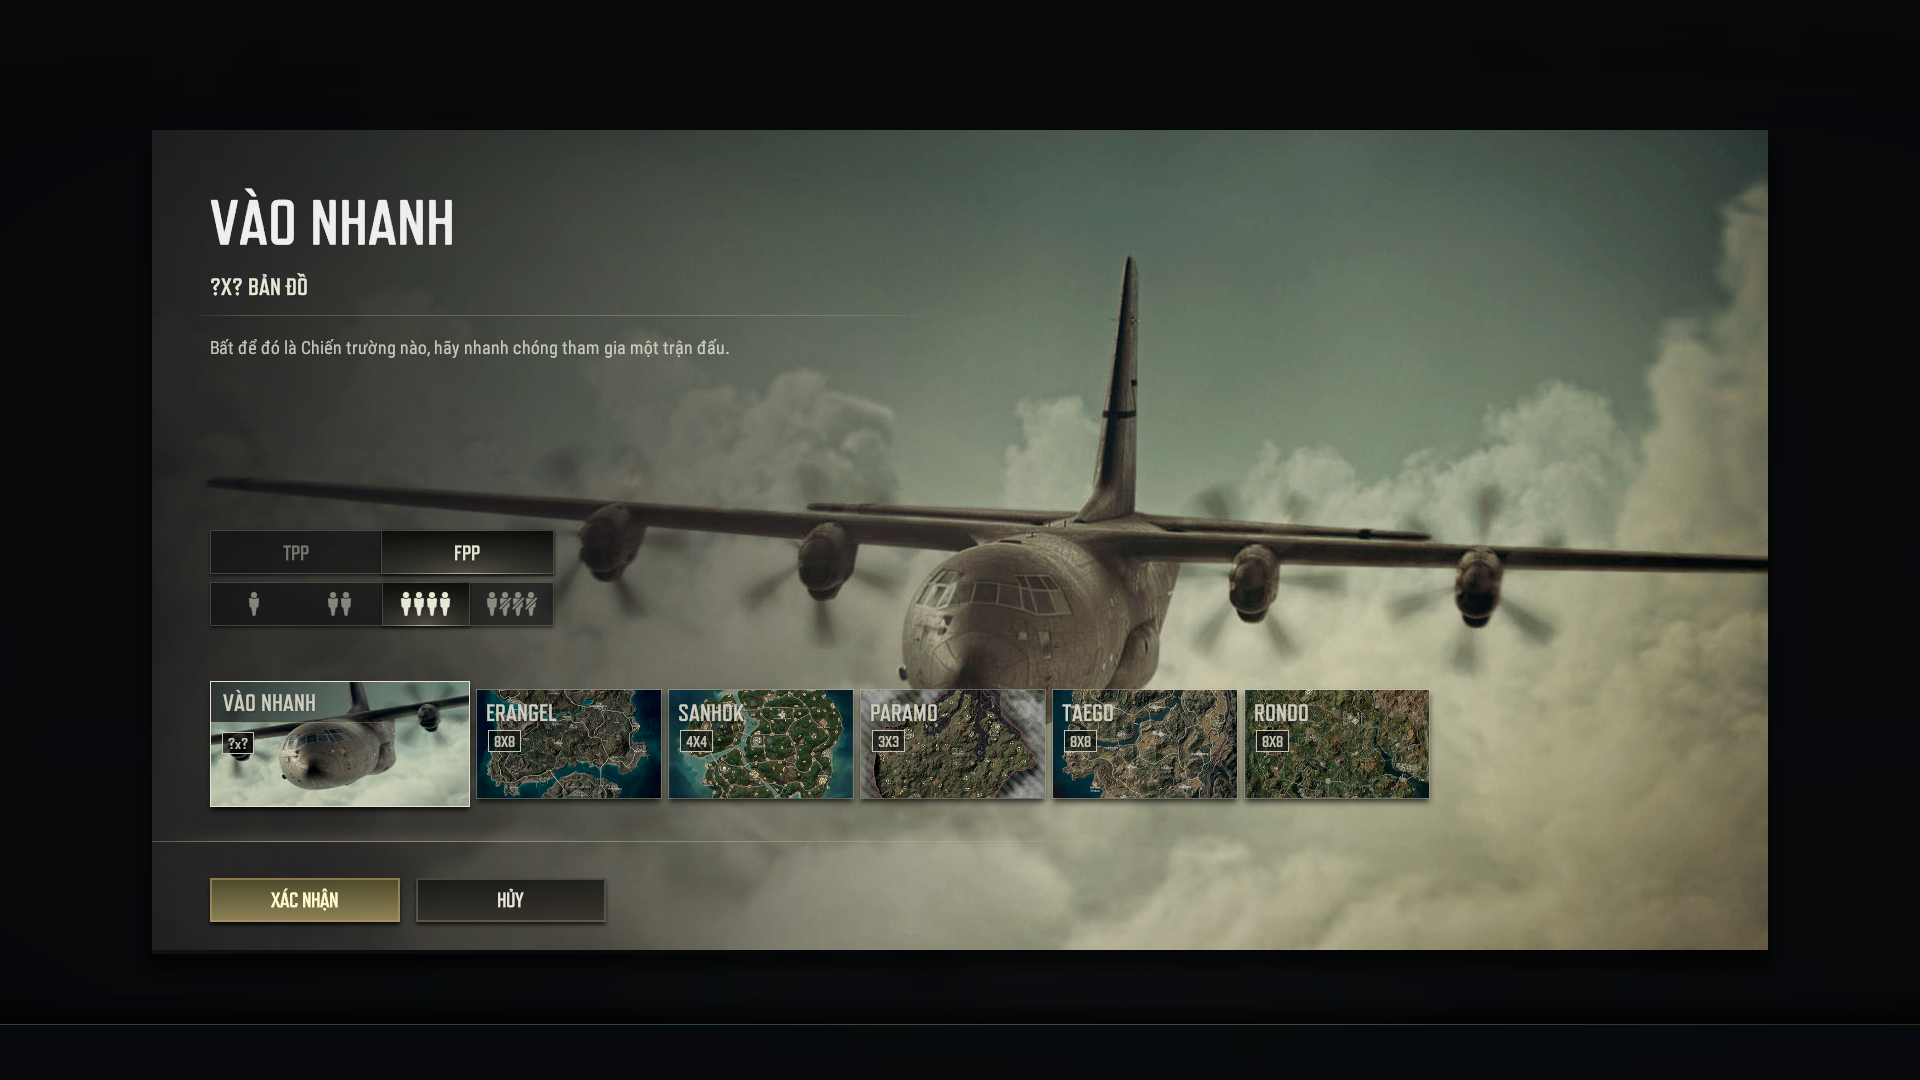 VÀO NHANH
?X? BẢN ĐỒ
Bất để đó là Chiến trường nào, hãy nhanh chóng tham gia một trận đấu.
TPP
FPP
VÀO NHANH
?x?
ERANGEL
8X8
SANHOK
4X4
PARAMO
3X3
TAEGO
8X8
RONDO
8X8
XÁC NHẬN
HỦY